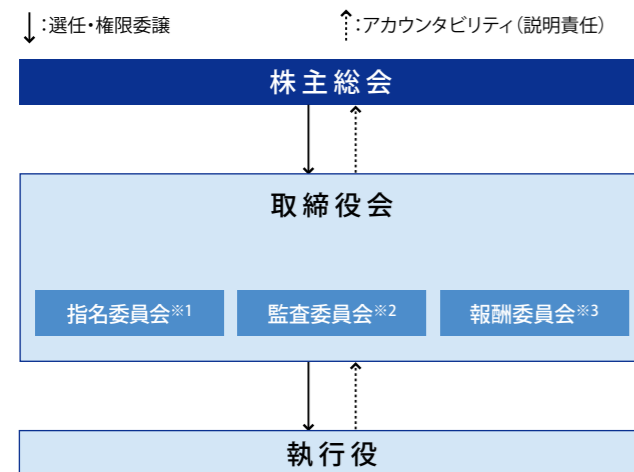 :選任・権限委譲
:アカウンタビリティ(説明責任)
株主総会
取締役会
指名委員会※1
監査委員会※2
報酬委員会※3
執行役